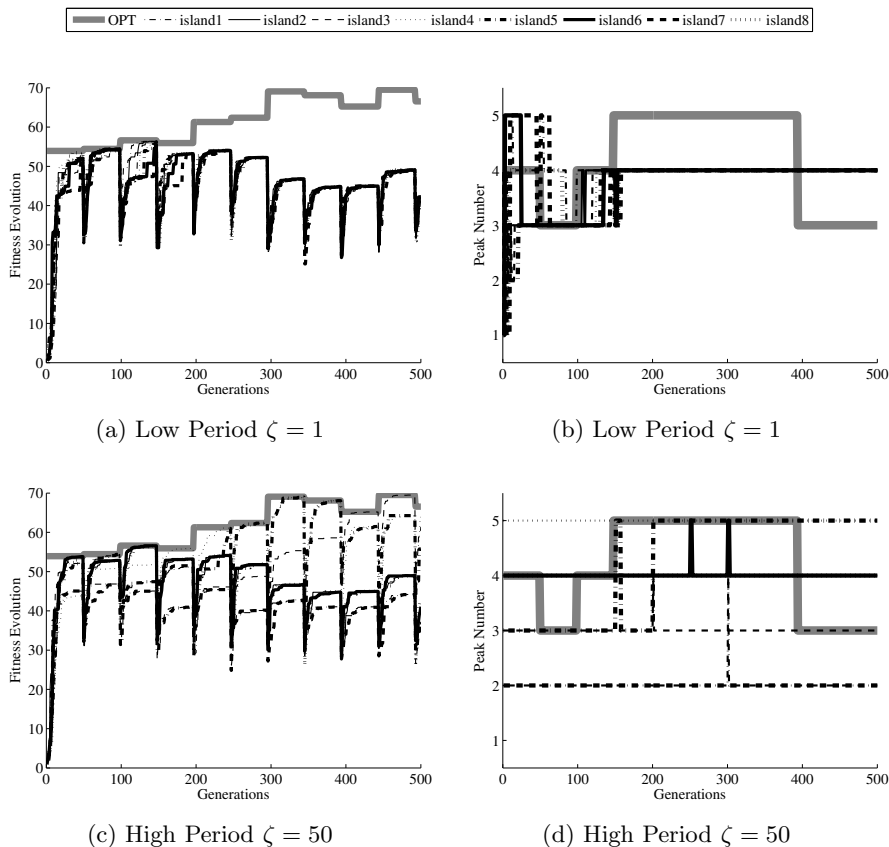 OPT island1 island2 island3 island4 island5 island6 island7 island8
70
60
50
40
30
20
10
0
Fitness Evolution
0 100 200 300 400 500
Generations
(a) Low Period ζ = 1
5
4
3
2
1
Peak Number
0 100 200 300 400 500
Generations
(b) Low Period ζ = 1
70
60
50
40
30
20
10
0
Fitness Evolution
0 100 200 300 400 500
Generations
(c) High Period ζ = 50
5
4
3
2
1
Peak Number
0 100 200 300 400 500
Generations
(d) High Period ζ = 50